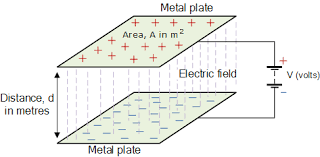 Metal plate
Area, A in m²
Electric field
+
V (volts)
−
Distance, d
in metres
Metal plate